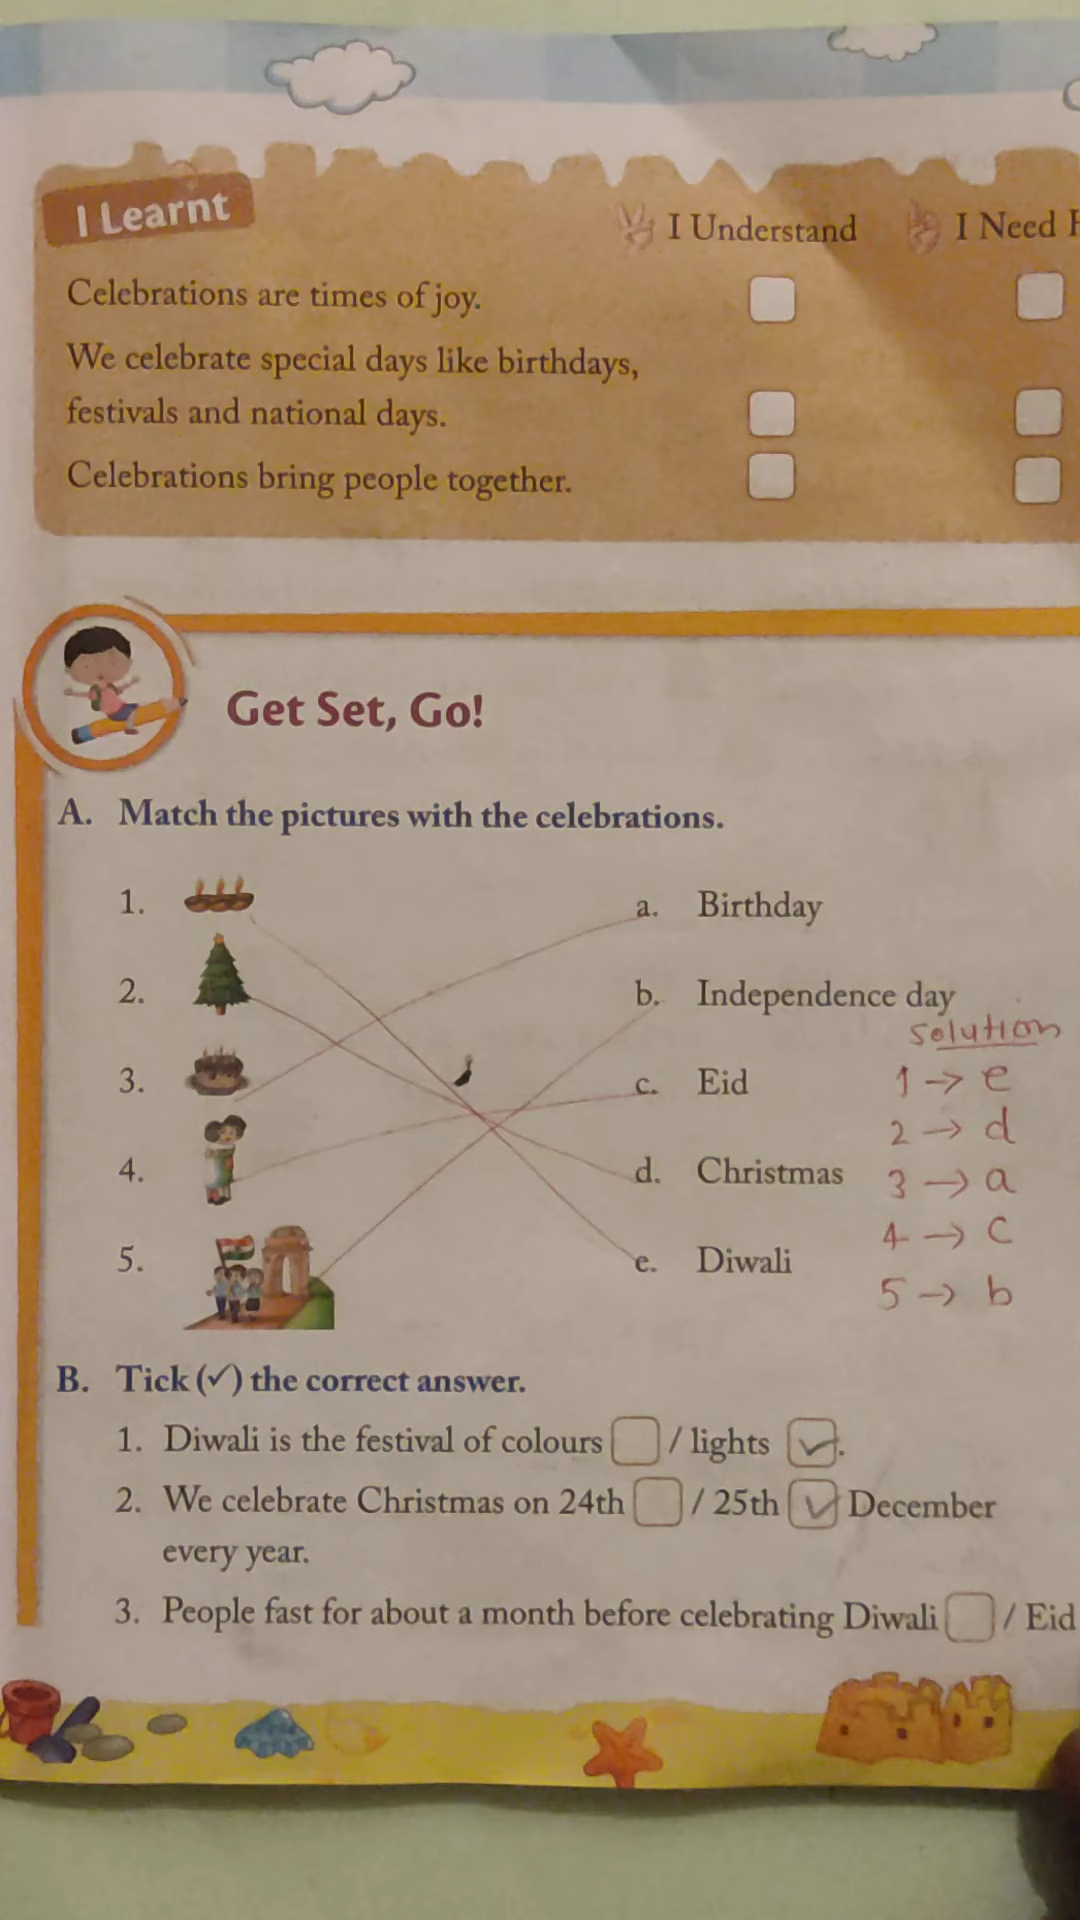 I Learnt
I Understand
I Need
Celebrations are times of joy.
We celebrate special days like birthdays,
festivals and national days.
Celebrations bring people together.
Get Set, Go!
A. Match the pictures with the celebrations.
1. a. Birthday
2. b. Independence day
solution
3. c. Eid 1 → e
2 → d
4. d. Christmas 3 → a
4 → c
5. e. Diwali
5 → b
B. Tick (✓) the correct answer.
1. Diwali is the festival of colours / lights ✓.
2. We celebrate Christmas on 24th / 25th ✓ December
every year.
3. People fast for about a month before celebrating Diwali / Eid